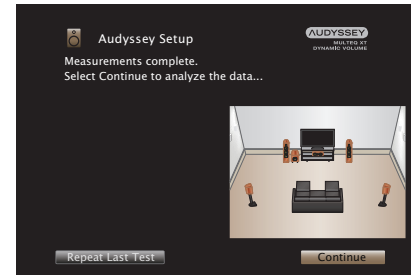 Audyssey Setup
AUDYSSEY
MULTEQ XT
DYNAMIC VOLUME
Measurements complete.
Select Continue to analyze the data...
Repeat Last Test
Continue